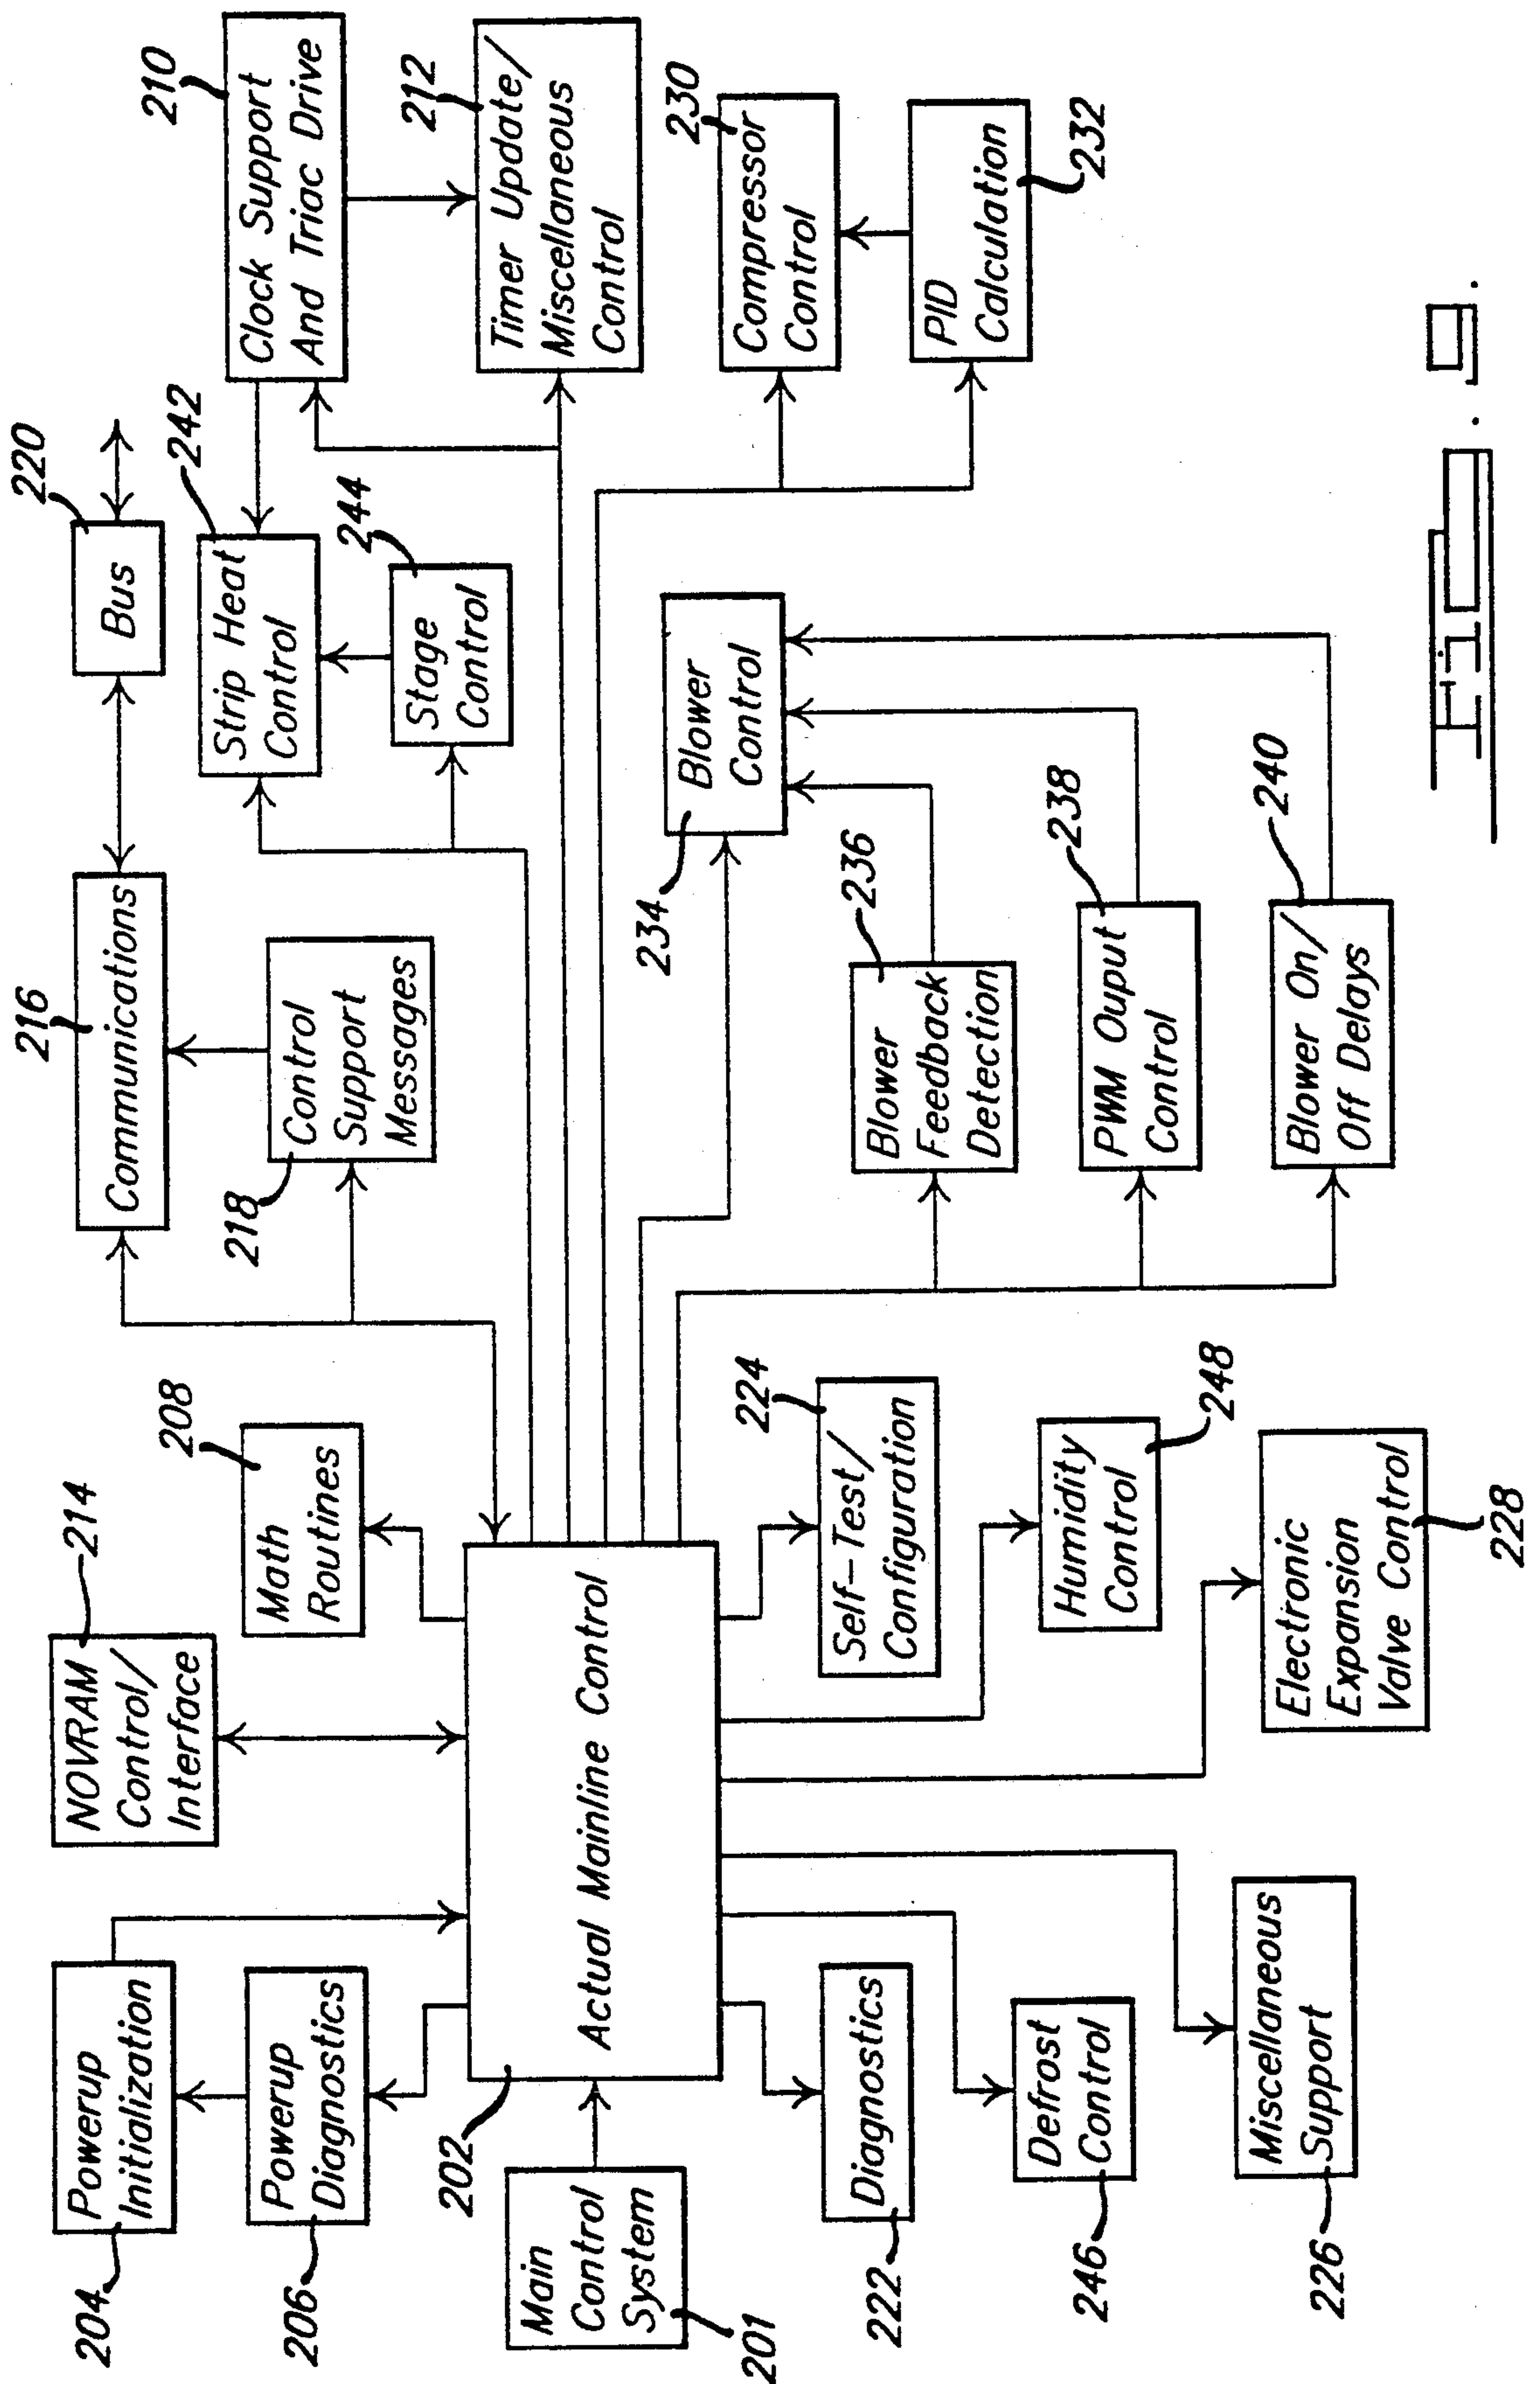 204
Powerup
Initialization
206
Powerup
Diagnostics
NOVRAM
Control/
Interface
214
Math
Routines
208
216
Communications
218
Control
Support
Messages
220
Bus
242
Strip Heat
Control
244
Stage
Control
210
Clock Support
And Triac Drive
212
Timer Update/
Miscellaneous
Control
202
Actual Mainline Control
Main
Control
System
201
234
Blower
Control
230
Compressor
Control
PID
Calculation
232
222
Diagnostics
224
Self-Test/
Configuration
236
Blower
Feedback
Detection
246
Defrost
Control
Humidity
Control
248
238
PWM Ouput
Control
226
Miscellaneous
Support
Electronic
Expansion
Valve Control
228
240
Blower On/
Off Delays